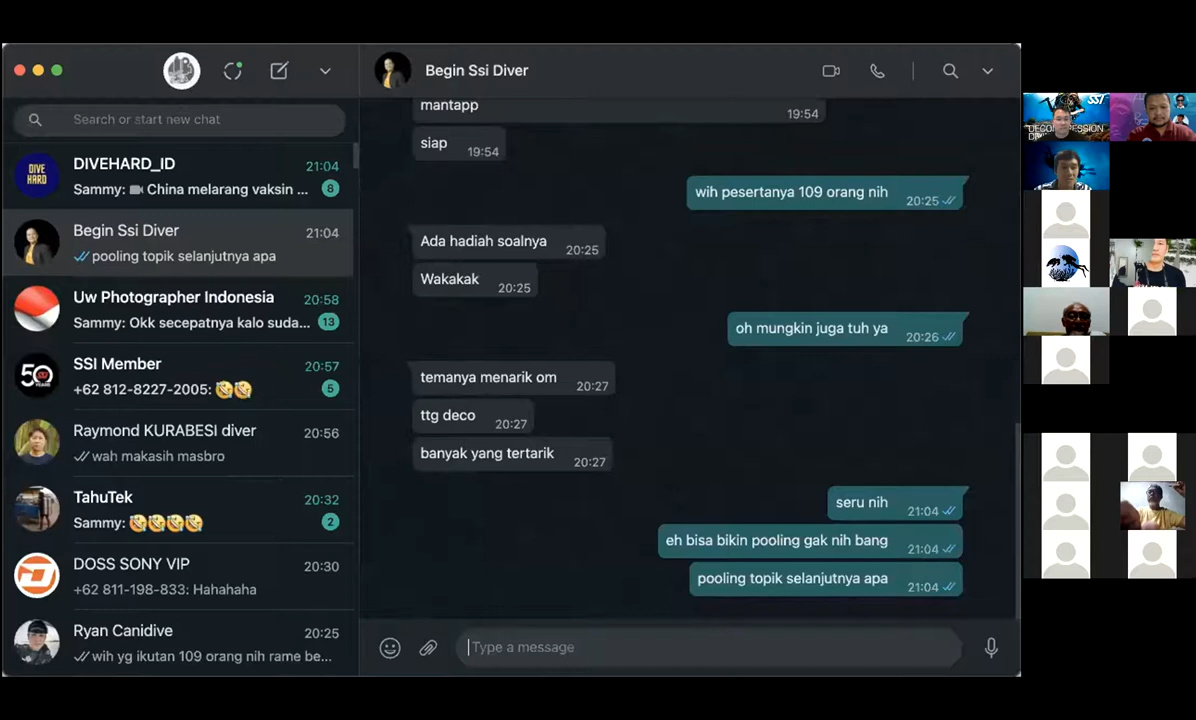 Search or start new chat
DIVE
HARD
DIVEHARD_ID
21:04
Sammy: China melarang vaksin ...
8
Begin Ssi Diver
21:04
pooling topik selanjutnya apa
Uw Photographer Indonesia
20:58
Sammy: Okk secepatnya kalo suda...
13
50
SSI Member
20:57
+62 812-8227-2005: 🤣🤣
5
Raymond KURABESI diver
20:56
wah makasih masbro
TahuTek
20:32
Sammy: 🤣🤣🤣🤣
2
DOSS SONY VIP
20:30
+62 811-198-833: Hahahaha
Ryan Canidive
20:25
wih yg ikutan 109 orang nih rame be...
Begin Ssi Diver
mantapp
19:54
siap
19:54
wih pesertanya 109 orang nih
20:25
Ada hadiah soalnya
20:25
Wakakak
20:25
oh mungkin juga tuh ya
20:26
temanya menarik om
20:27
ttg deco
20:27
banyak yang tertarik
20:27
seru nih
21:04
eh bisa bikin pooling gak nih bang
21:04
pooling topik selanjutnya apa
21:04
Type a message
SSI